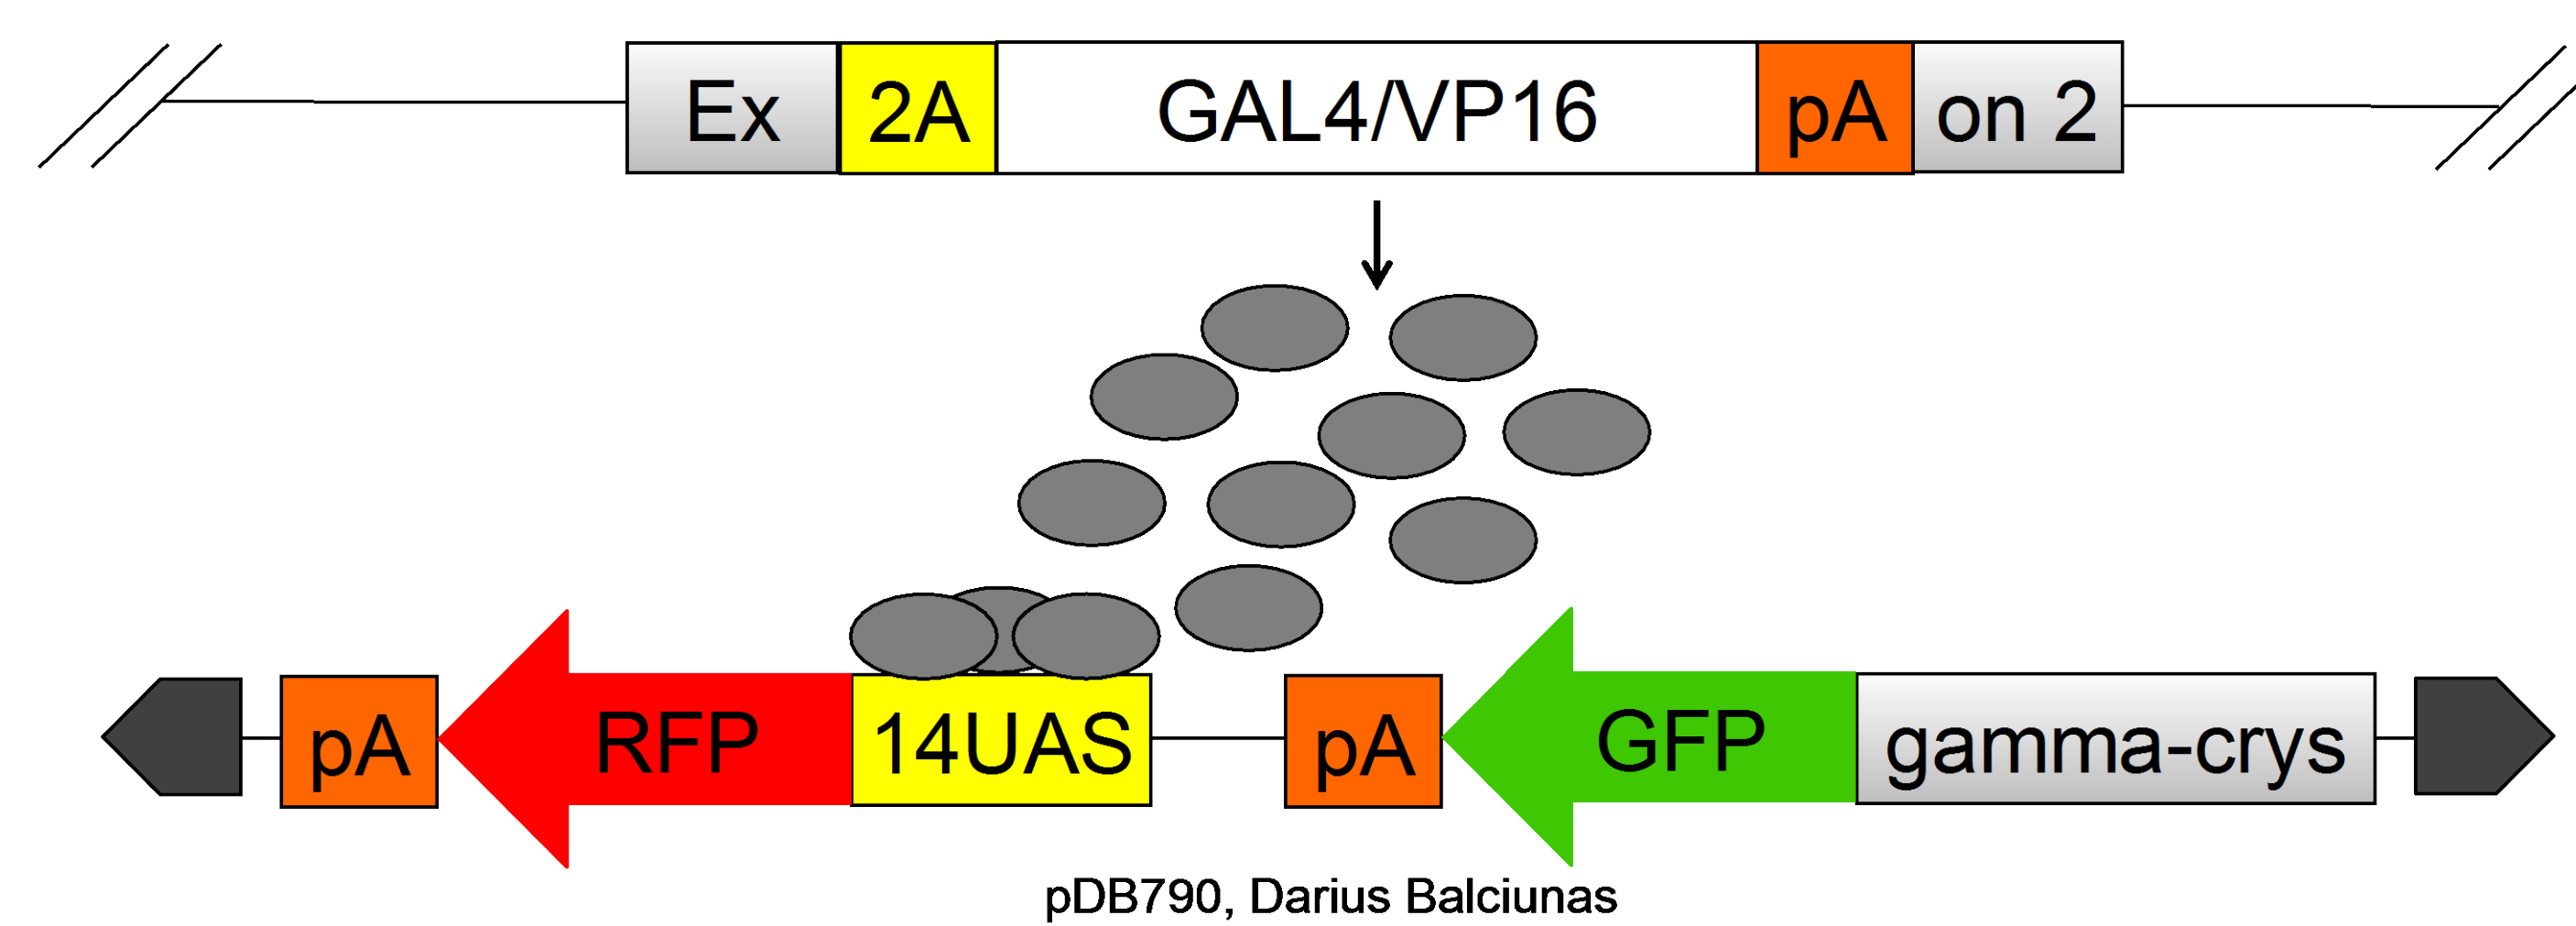 Ex 2A GAL4/VP16 pA on 2
pA RFP 14UAS pA GFP gamma-crys
pDB790, Darius Balciunas